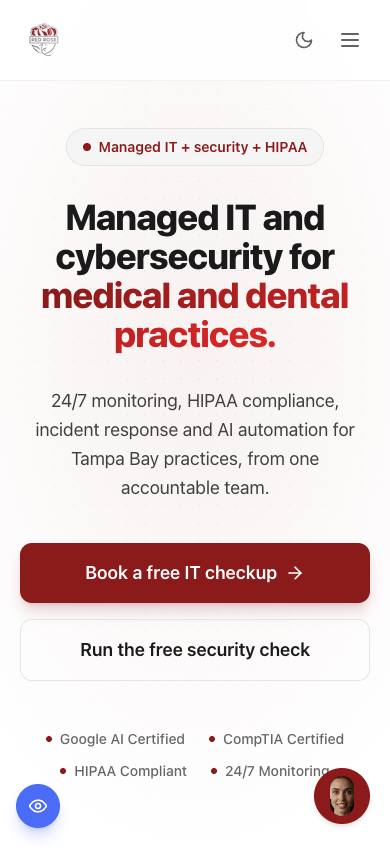 RED ROSE
Managed IT + security + HIPAA
Managed IT and
cybersecurity for
medical and dental
practices.
24/7 monitoring, HIPAA compliance,
incident response and AI automation for
Tampa Bay practices, from one
accountable team.
Book a free IT checkup →
Run the free security check
Google AI Certified
CompTIA Certified
HIPAA Compliant
24/7 Monitoring